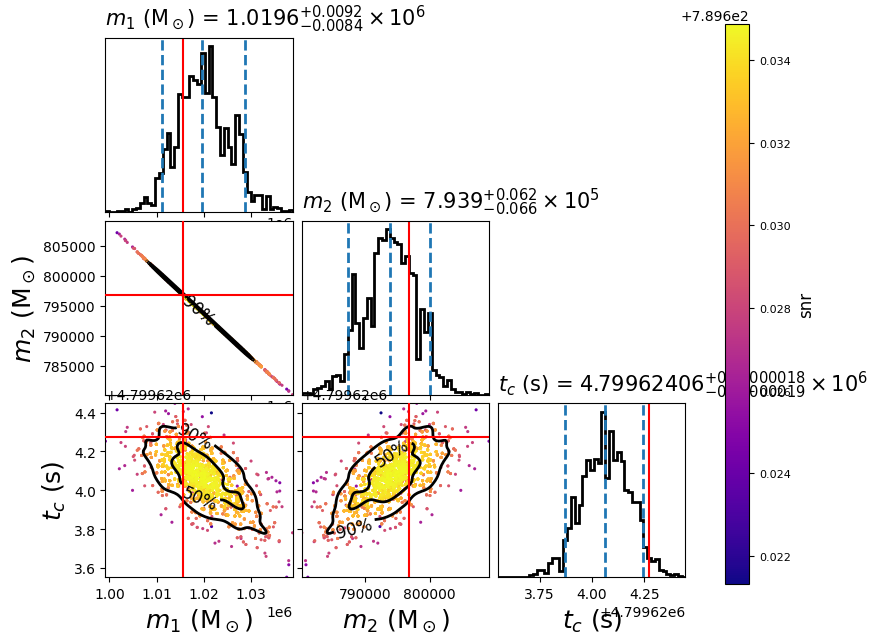 m₁ (M⊙) = 1.0196 +0.0092 −0.0084 × 10⁶
+7.896e2
0.034
0.032
0.030
0.028
0.026
0.024
0.022
snr
m₂ (M⊙) = 7.939 +0.062 −0.066 × 10⁵
m₂ (M⊙)
805000
800000
795000
790000
785000
90%
t_c (s) = 4.79962406 +0.00000018 −0.00000019 × 10⁶
+4.79962e6
+4.79962e6
t_c (s)
4.4
4.2
4.0
3.8
3.6
90%
50%
50%
90%
1.00 1.01 1.02 1.03
1e6
m₁ (M⊙)
790000 800000
m₂ (M⊙)
3.75 4.00 4.25
+4.79962e6
t_c (s)